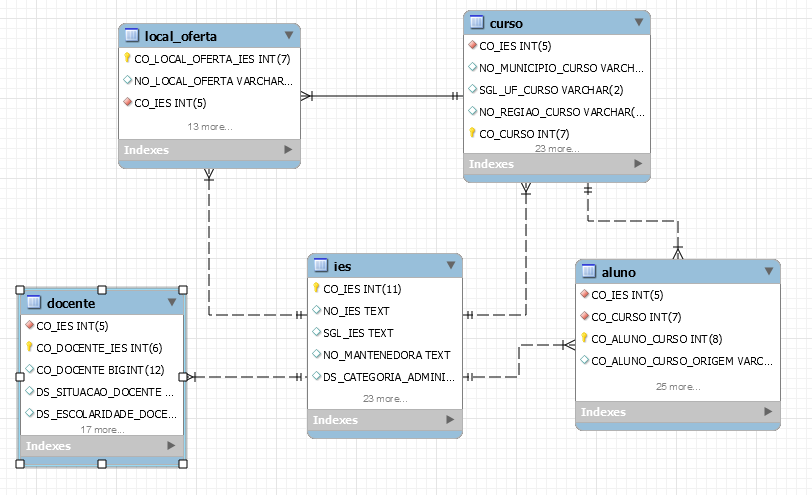 local_oferta
CO_LOCAL_OFERTA_IES INT(7)
NO_LOCAL_OFERTA VARCHAR...
CO_IES INT(5)
13 more...
Indexes
curso
CO_IES INT(5)
NO_MUNICIPIO_CURSO VARCH...
SGL_UF_CURSO VARCHAR(2)
NO_REGIAO_CURSO VARCHAR(...
CO_CURSO INT(7)
23 more...
Indexes
docente
CO_IES INT(5)
CO_DOCENTE_IES INT(6)
CO_DOCENTE BIGINT(12)
DS_SITUACAO_DOCENTE ...
DS_ESCOLARIDADE_DOCE...
17 more...
Indexes
ies
CO_IES INT(11)
NO_IES TEXT
SGL_IES TEXT
NO_MANTENEDORA TEXT
DS_CATEGORIA_ADMINI...
23 more...
Indexes
aluno
CO_IES INT(5)
CO_CURSO INT(7)
CO_ALUNO_CURSO INT(8)
CO_ALUNO_CURSO_ORIGEM VARC...
25 more...
Indexes